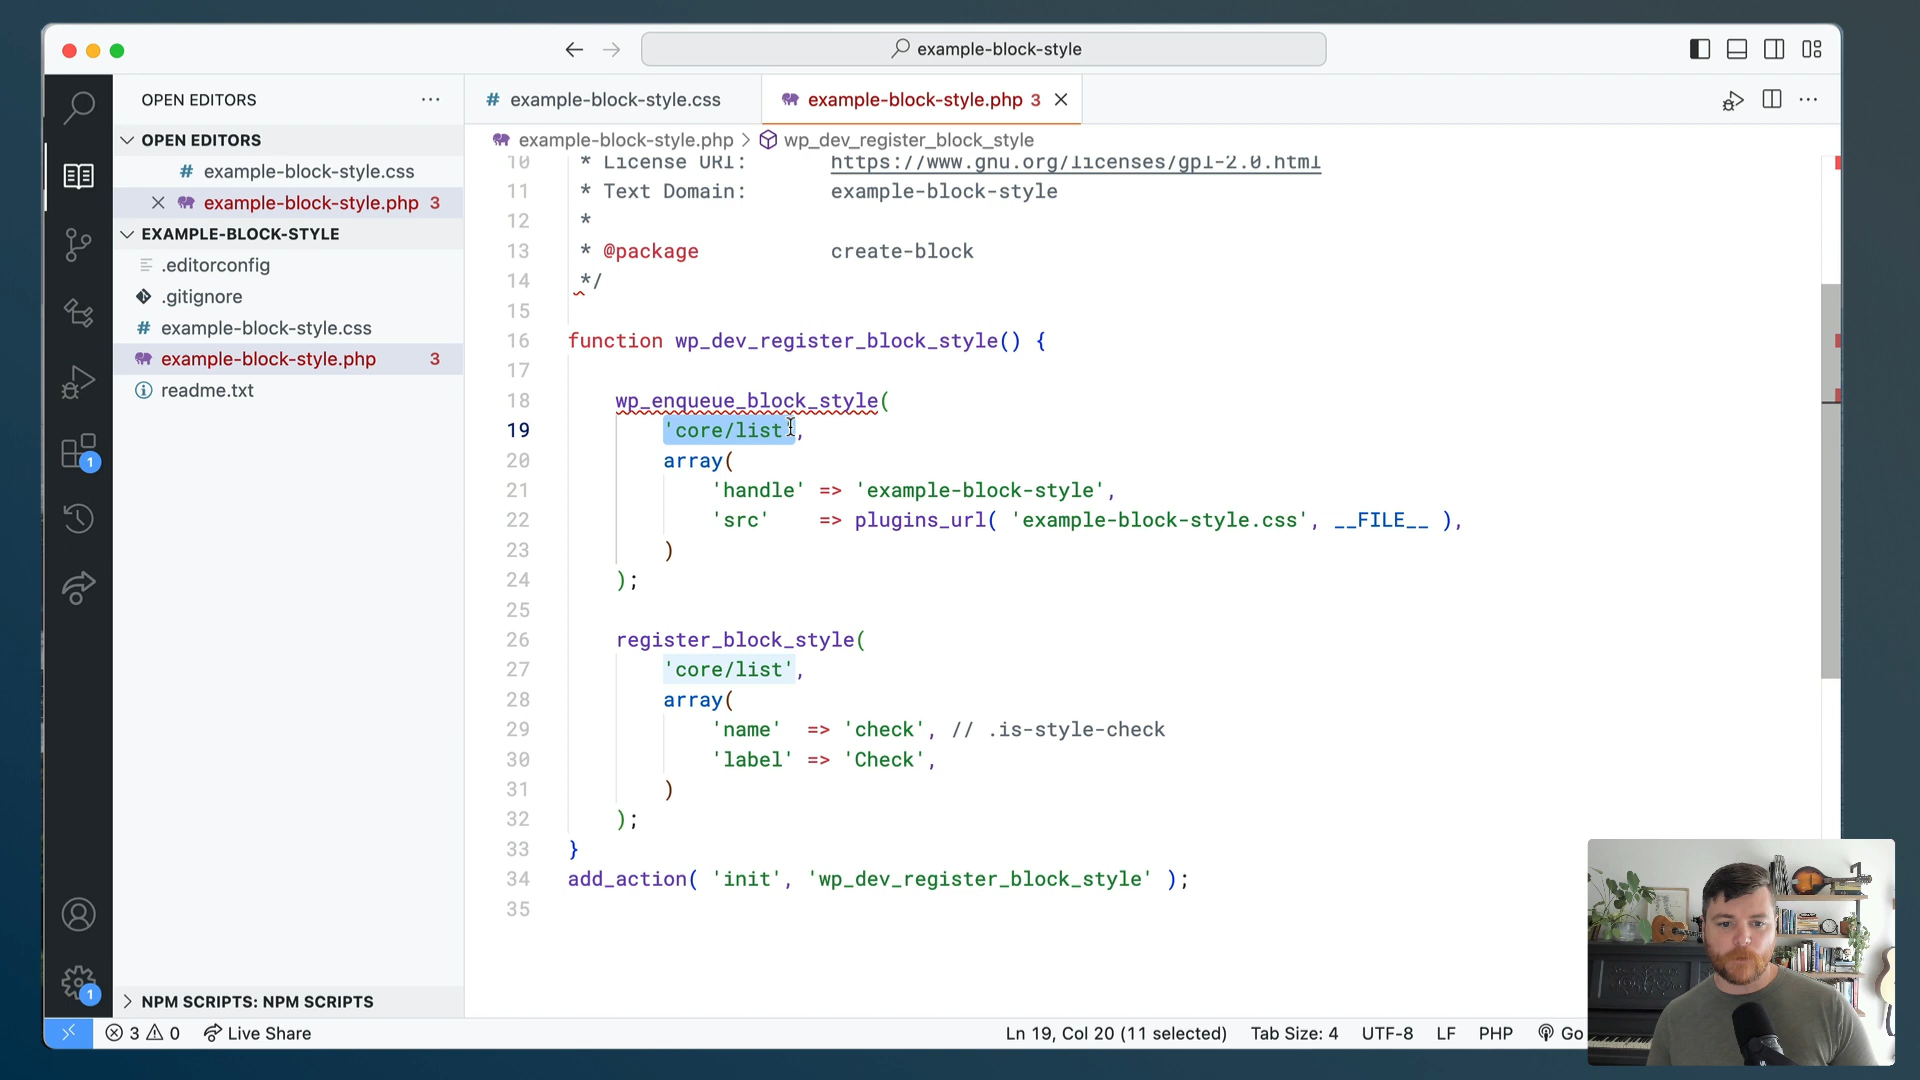 example-block-style
OPEN EDITORS
OPEN EDITORS
example-block-style.css
example-block-style.php 3
EXAMPLE-BLOCK-STYLE
.editorconfig
.gitignore
example-block-style.css
example-block-style.php 3
readme.txt
NPM SCRIPTS: NPM SCRIPTS
1
1
example-block-style.css
example-block-style.php 3
example-block-style.php > wp_dev_register_block_style
10 * License URI: https://www.gnu.org/licenses/gpl-2.0.html
11 * Text Domain: example-block-style
12 *
13 * @package create-block
14 */
15
16 function wp_dev_register_block_style() {
17
18 wp_enqueue_block_style(
19 'core/list',
20 array(
21 'handle' => 'example-block-style',
22 'src' => plugins_url( 'example-block-style.css', __FILE__ ),
23 )
24 );
25
26 register_block_style(
27 'core/list',
28 array(
29 'name' => 'check', // .is-style-check
30 'label' => 'Check',
31 )
32 );
33 }
34 add_action( 'init', 'wp_dev_register_block_style' );
35
3 0 Live Share Ln 19, Col 20 (11 selected) Tab Size: 4 UTF-8 LF PHP Go